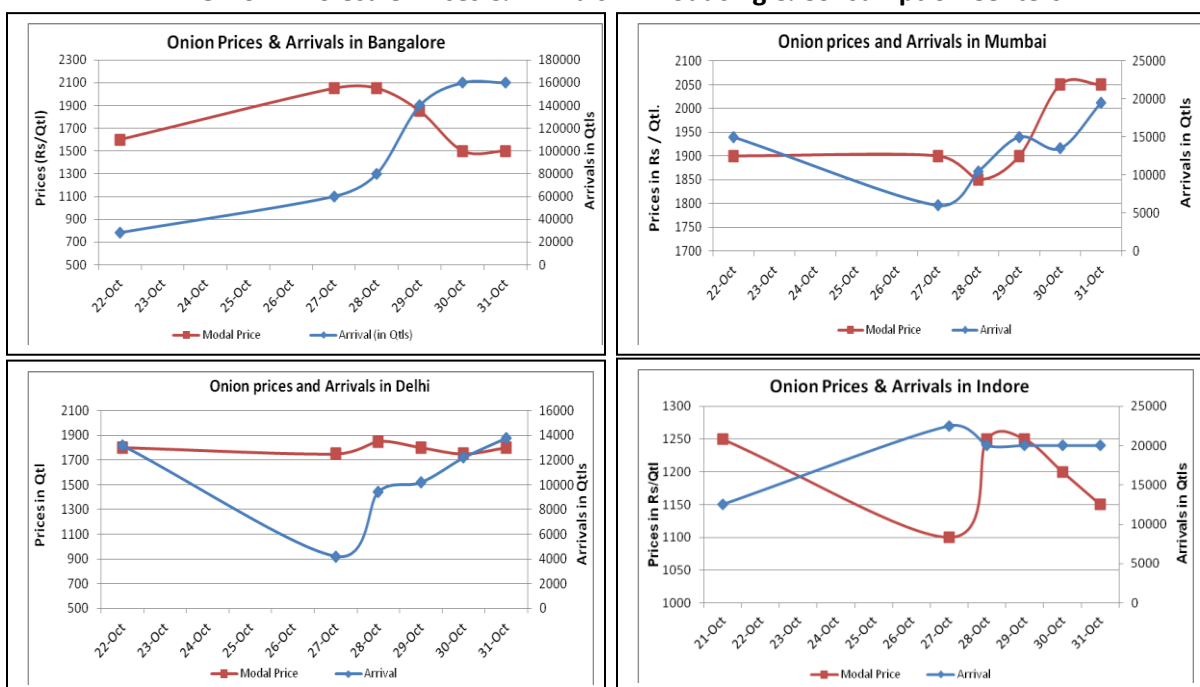 Onion Prices & Arrivals in Bangalore
Prices (Rs/Qtl)
2300
2100
1900
1700
1500
1300
1100
900
700
500
180000
160000
140000
120000
100000
80000
60000
40000
20000
0
Arrivals in Qtls
22-Oct
23-Oct
24-Oct
25-Oct
26-Oct
27-Oct
28-Oct
29-Oct
30-Oct
31-Oct
Modal Price
Arrival (in Qtls)
Onion prices and Arrivals in Mumbai
Prices in Rs / Qtl.
2100
2050
2000
1950
1900
1850
1800
1750
1700
25000
20000
15000
10000
5000
0
Arrivals in Qtls
22-Oct
23-Oct
24-Oct
25-Oct
26-Oct
27-Oct
28-Oct
29-Oct
30-Oct
31-Oct
Modal Price
Arrival
Onion prices and Arrivals in Delhi
Prices in Qtl
2100
1900
1700
1500
1300
1100
900
700
500
16000
14000
12000
10000
8000
6000
4000
2000
0
Arrivals in Qtls
22-Oct
23-Oct
24-Oct
25-Oct
26-Oct
27-Oct
28-Oct
29-Oct
30-Oct
31-Oct
Modal Price
Arrival
Onion Prices & Arrivals in Indore
Prices in Rs/Qtl
1300
1250
1200
1150
1100
1050
1000
25000
20000
15000
10000
5000
0
Arrivals in Qtls
21-Oct
22-Oct
23-Oct
24-Oct
25-Oct
26-Oct
27-Oct
28-Oct
29-Oct
30-Oct
31-Oct
Modal Price
Arrival